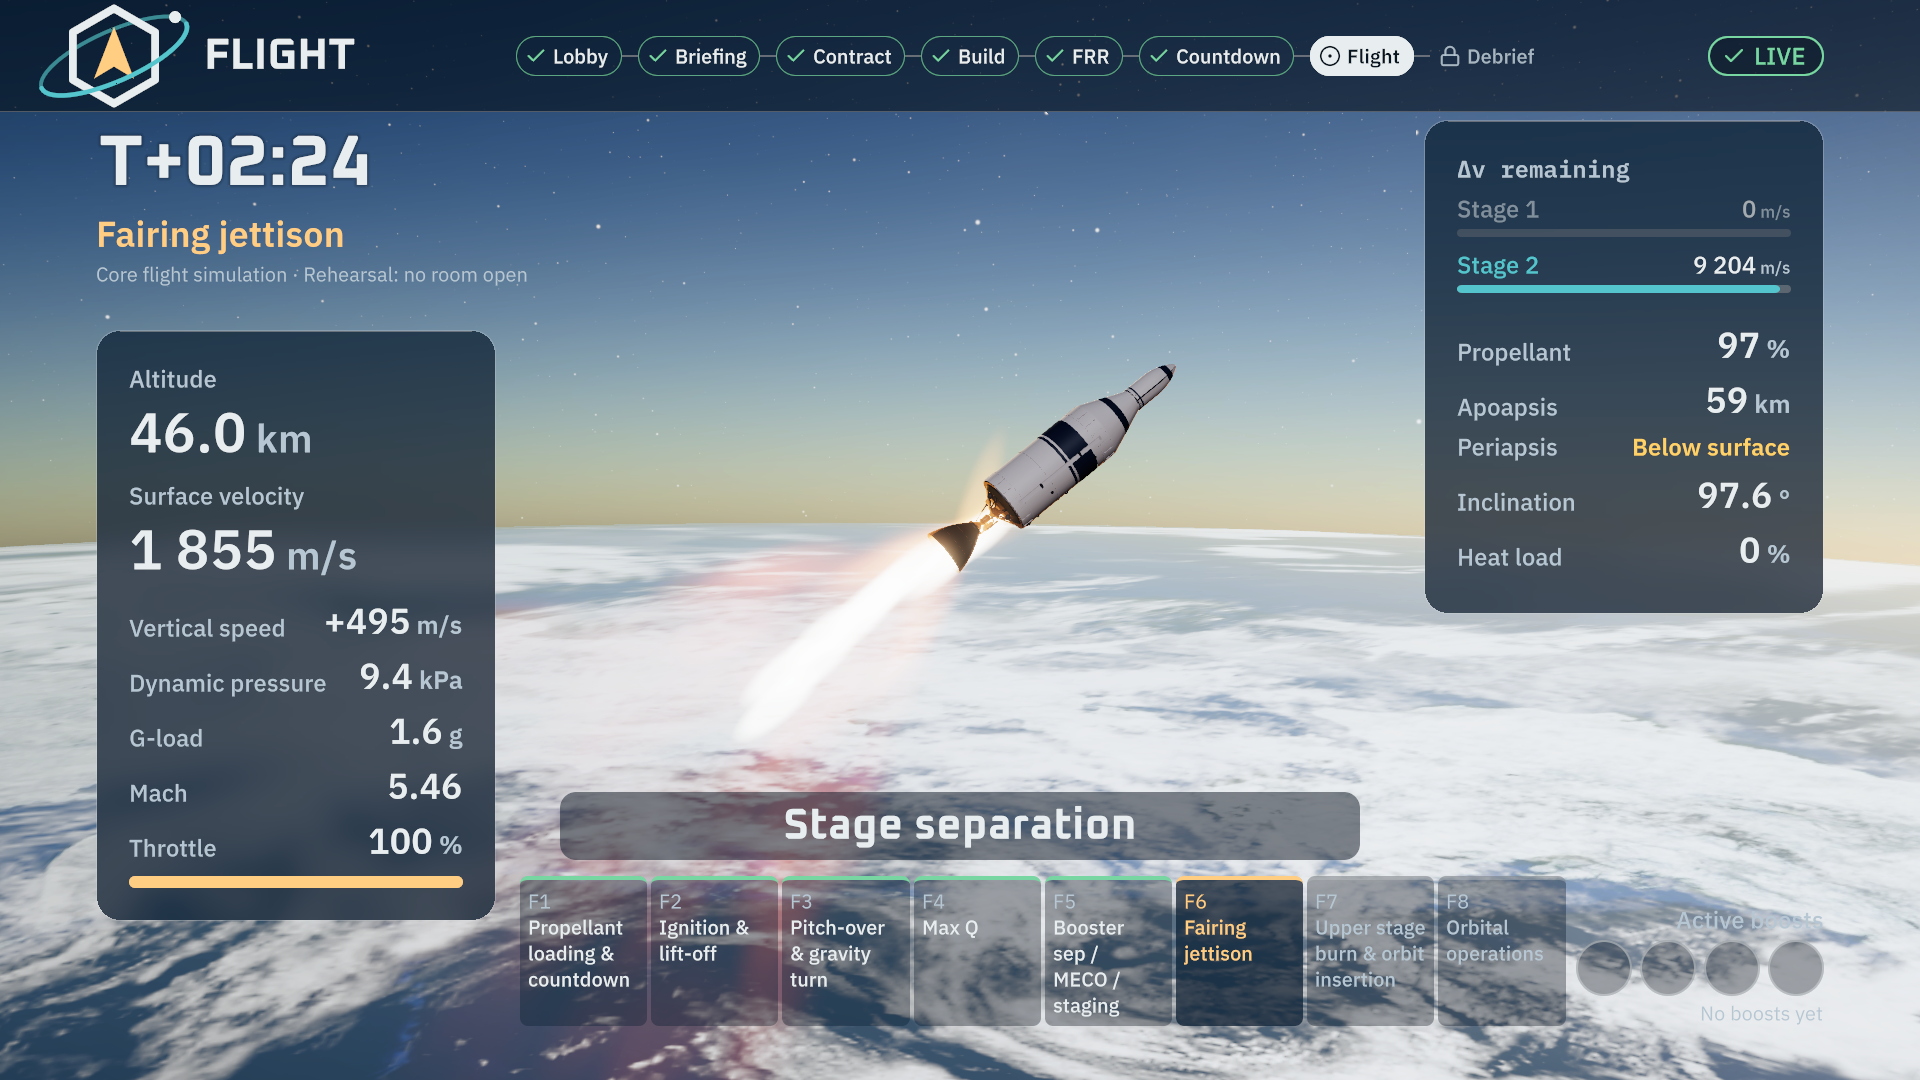 FLIGHT
Lobby
Briefing
Contract
Build
FRR
Countdown
Flight
Debrief
LIVE
T+02:24
Fairing jettison
Core flight simulation · Rehearsal: no room open
Altitude
46.0 km
Surface velocity
1 855 m/s
Vertical speed +495 m/s
Dynamic pressure 9.4 kPa
G-load 1.6 g
Mach 5.46
Throttle 100 %
Δv remaining
Stage 1 0 m/s
Stage 2 9 204 m/s
Propellant 97 %
Apoapsis 59 km
Periapsis Below surface
Inclination 97.6 °
Heat load 0 %
Stage separation
F1
Propellant
loading &
countdown
F2
Ignition &
lift-off
F3
Pitch-over
& gravity
turn
F4
Max Q
F5
Booster
sep /
MECO /
staging
F6
Fairing
jettison
F7
Upper stage
burn & orbit
insertion
F8
Orbital
operations
Active boosts
No boosts yet